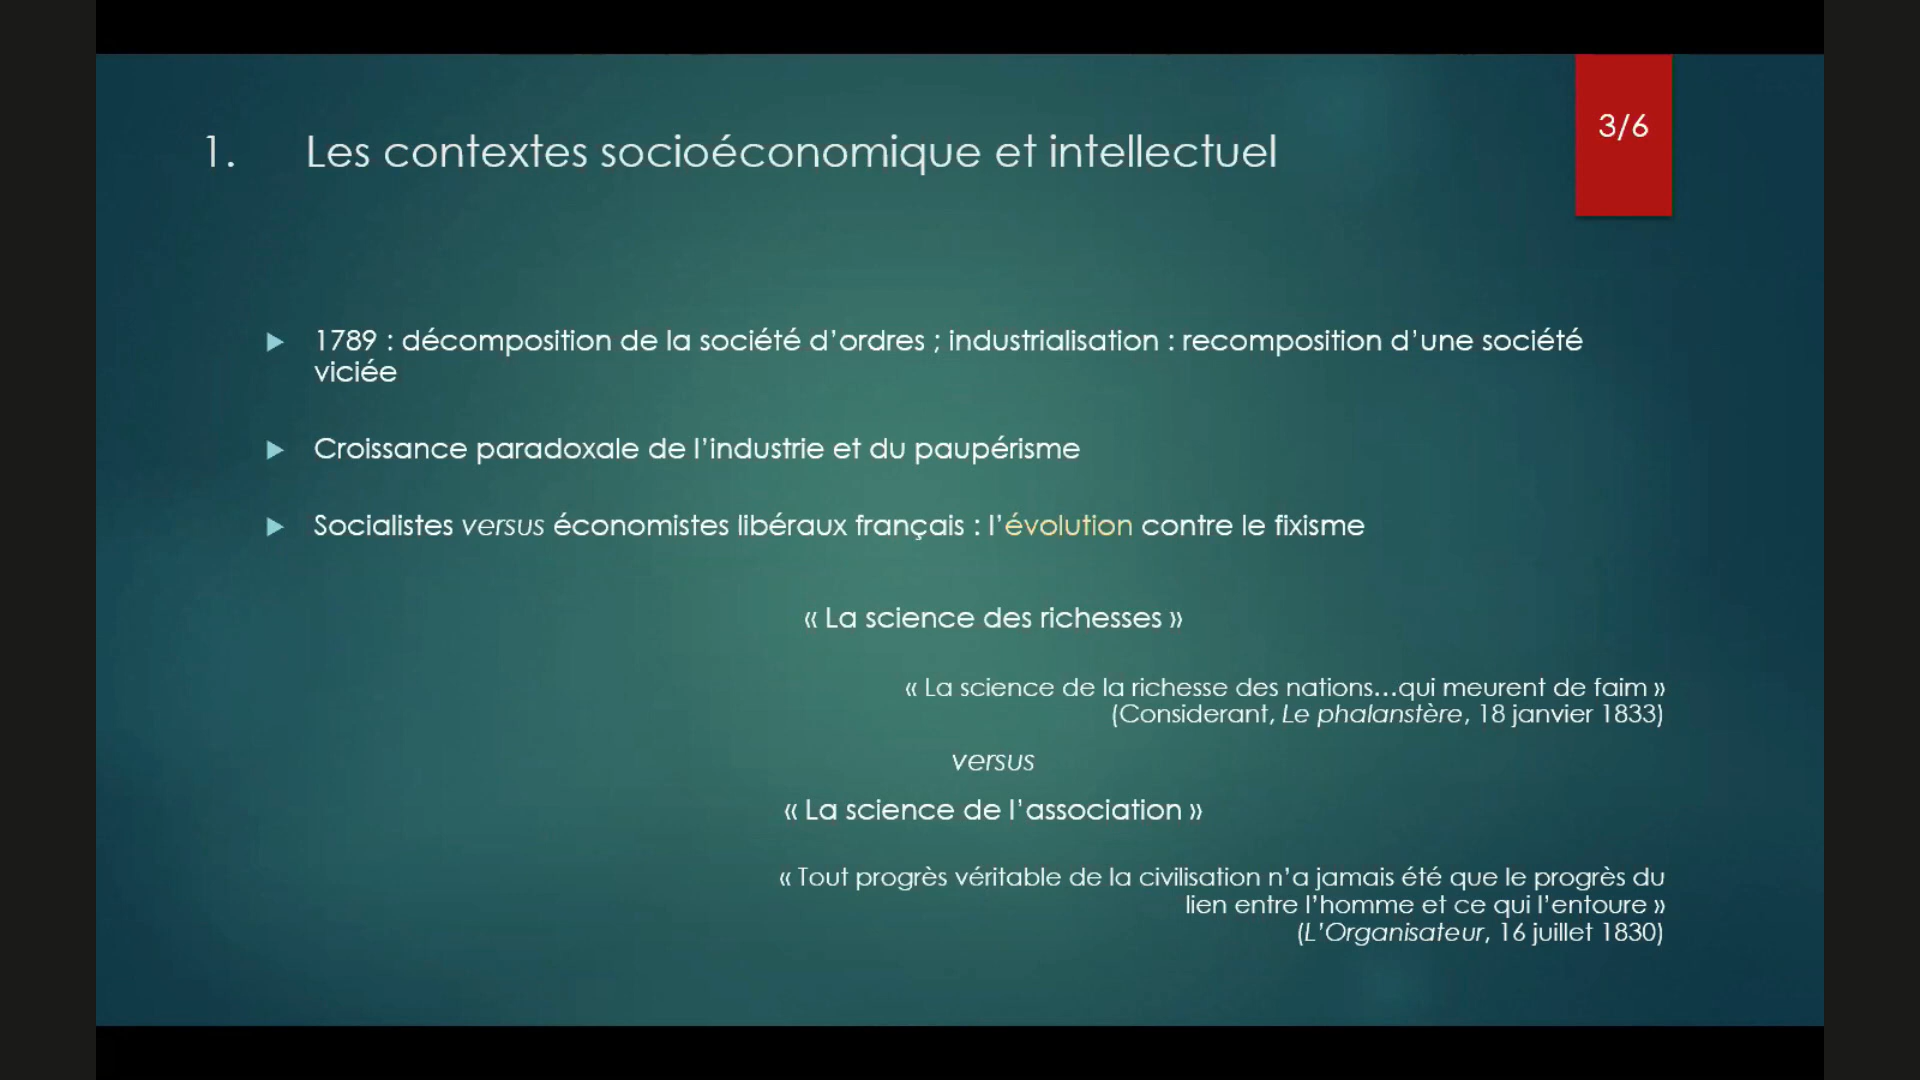 3/6
1. Les contextes socioéconomique et intellectuel
1789 : décomposition de la société d’ordres ; industrialisation : recomposition d’une société
viciée
Croissance paradoxale de l’industrie et du paupérisme
Socialistes versus économistes libéraux français : l’évolution contre le fixisme
« La science des richesses »
« La science de la richesse des nations…qui meurent de faim »
(Considerant, Le phalanstère, 18 janvier 1833)
versus
« La science de l’association »
« Tout progrès véritable de la civilisation n’a jamais été que le progrès du
lien entre l’homme et ce qui l’entoure »
(L’Organisateur, 16 juillet 1830)